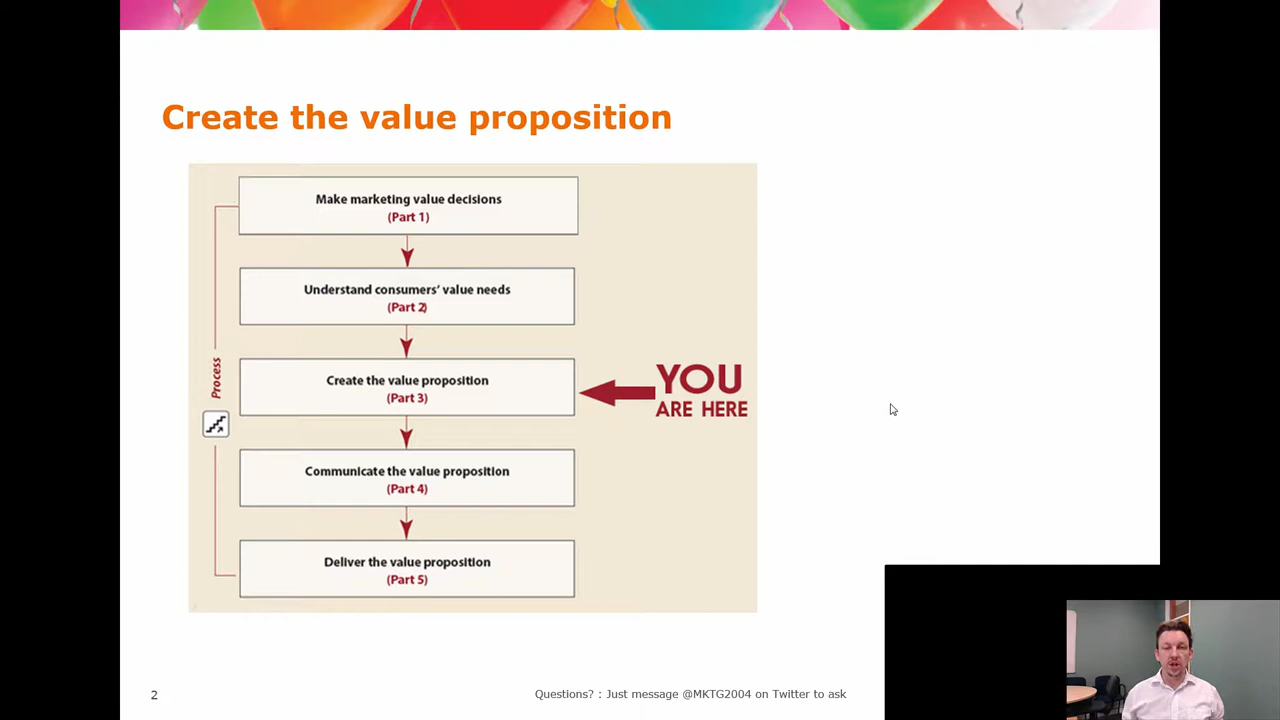 Create the value proposition
Make marketing value decisions
(Part 1)
Understand consumers' value needs
(Part 2)
Process
Create the value proposition
(Part 3)
YOU
ARE HERE
Communicate the value proposition
(Part 4)
Deliver the value proposition
(Part 5)
2
Questions? : Just message @MKTG2004 on Twitter to ask